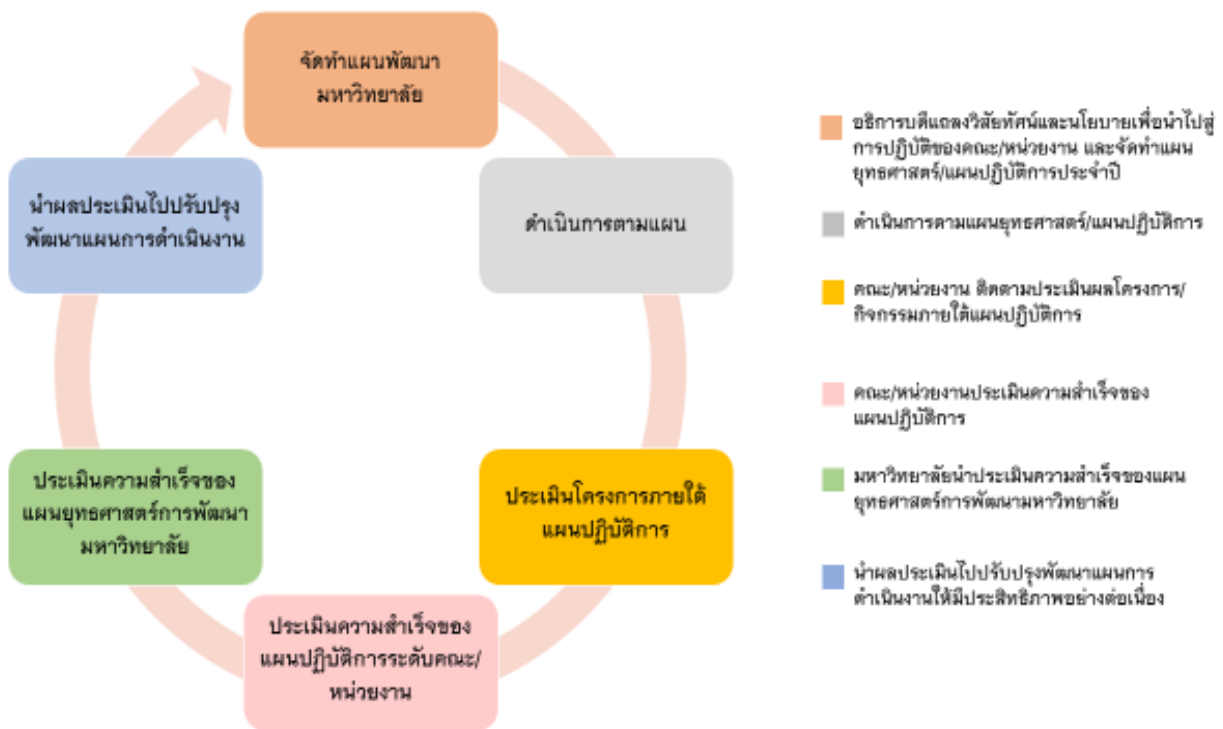 จัดทำแผนพัฒนา
มหาวิทยาลัย
นำผลประเมินไปปรับปรุง
พัฒนาแผนการดำเนินงาน
ดำเนินการตามแผน
ประเมินความสำเร็จของ
แผนยุทธศาสตร์การพัฒนา
มหาวิทยาลัย
ประเมินโครงการภายใต้
แผนปฏิบัติการ
ประเมินความสำเร็จของ
แผนปฏิบัติการระดับคณะ/
หน่วยงาน
อธิการบดีแถลงวิสัยทัศน์และนโยบายเพื่อนำไปสู่
การปฏิบัติของคณะ/หน่วยงาน และจัดทำแผน
ยุทธศาสตร์/แผนปฏิบัติการประจำปี
ดำเนินการตามแผนยุทธศาสตร์/แผนปฏิบัติการ
คณะ/หน่วยงาน ติดตามประเมินผลโครงการ/
กิจกรรมภายใต้แผนปฏิบัติการ
คณะ/หน่วยงานประเมินความสำเร็จของ
แผนปฏิบัติการ
มหาวิทยาลัยนำประเมินความสำเร็จของแผน
ยุทธศาสตร์การพัฒนามหาวิทยาลัย
นำผลประเมินไปปรับปรุงพัฒนาแผนการ
ดำเนินงานให้มีประสิทธิภาพอย่างต่อเนื่อง